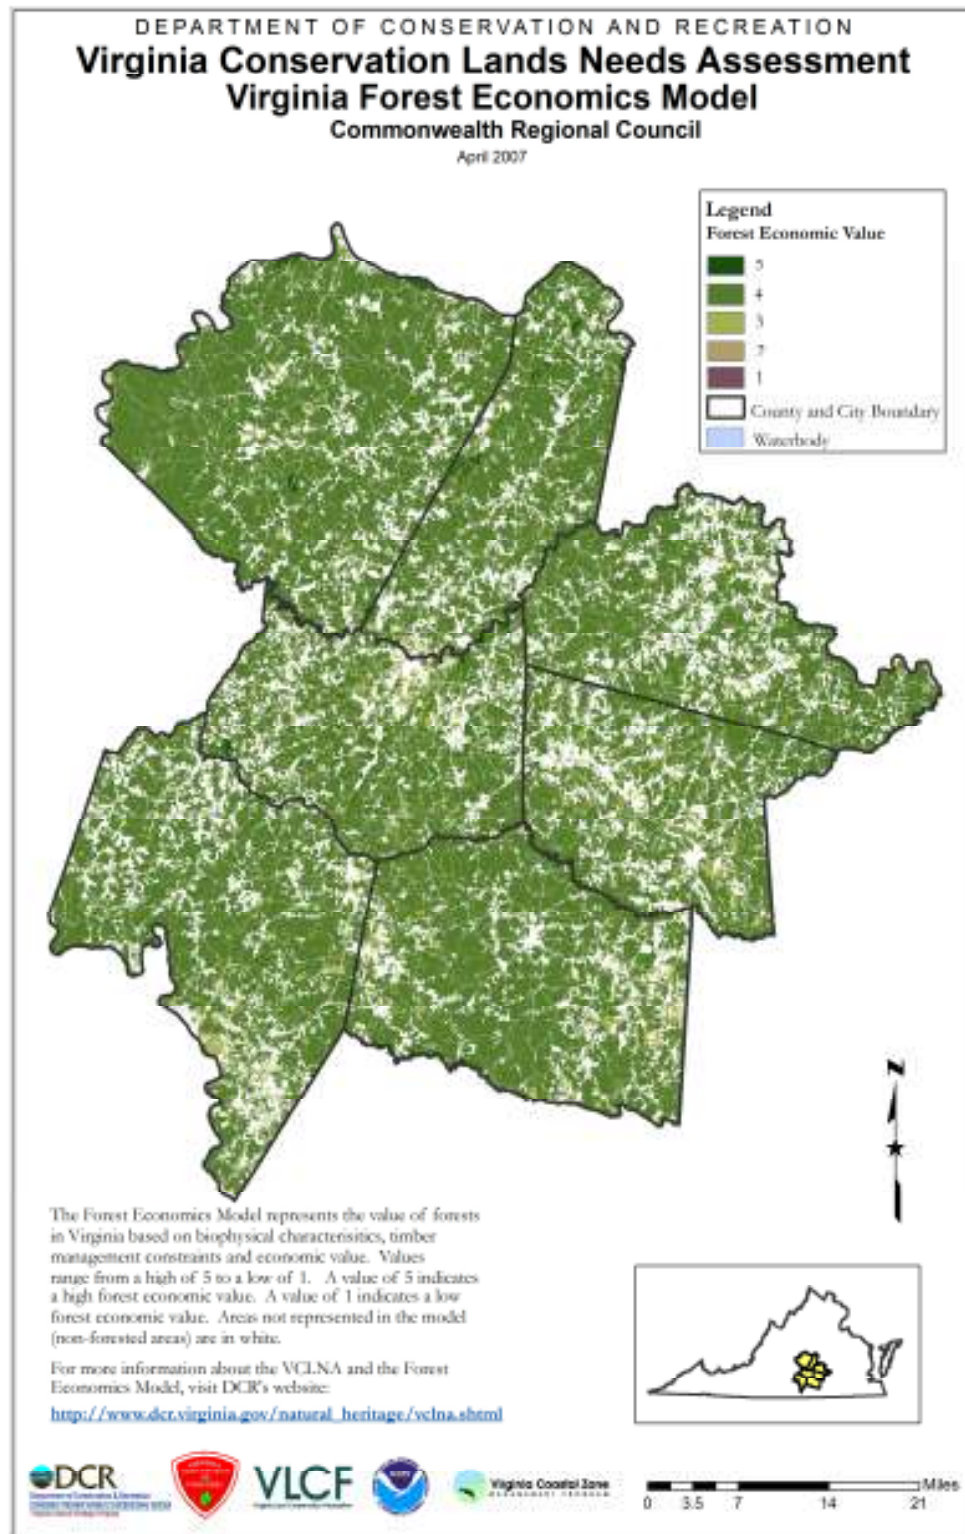 DEPARTMENT OF CONSERVATION AND RECREATION
Virginia Conservation Lands Needs Assessment
Virginia Forest Economics Model
Commonwealth Regional Council
April 2007
Legend
Forest Economic Value
5
4
3
2
1
County and City Boundary
Waterbody
N
The Forest Economics Model represents the value of forests
in Virginia based on biophysical characterisitics, timber
management constraints and economic value. Values
range from a high of 5 to a low of 1. A value of 5 indicates
a high forest economic value. A value of 1 indicates a low
forest economic value. Areas not represented in the model
(non-forested areas) are in white.
For more information about the VCLNA and the Forest
Economics Model, visit DCR's website:
http://www.dcr.virginia.gov/natural_heritage/vclna.shtml
DCR
VLCF
Virginia Coastal Zone
MANAGEMENT PROGRAM
Miles
0 3.5 7 14 21